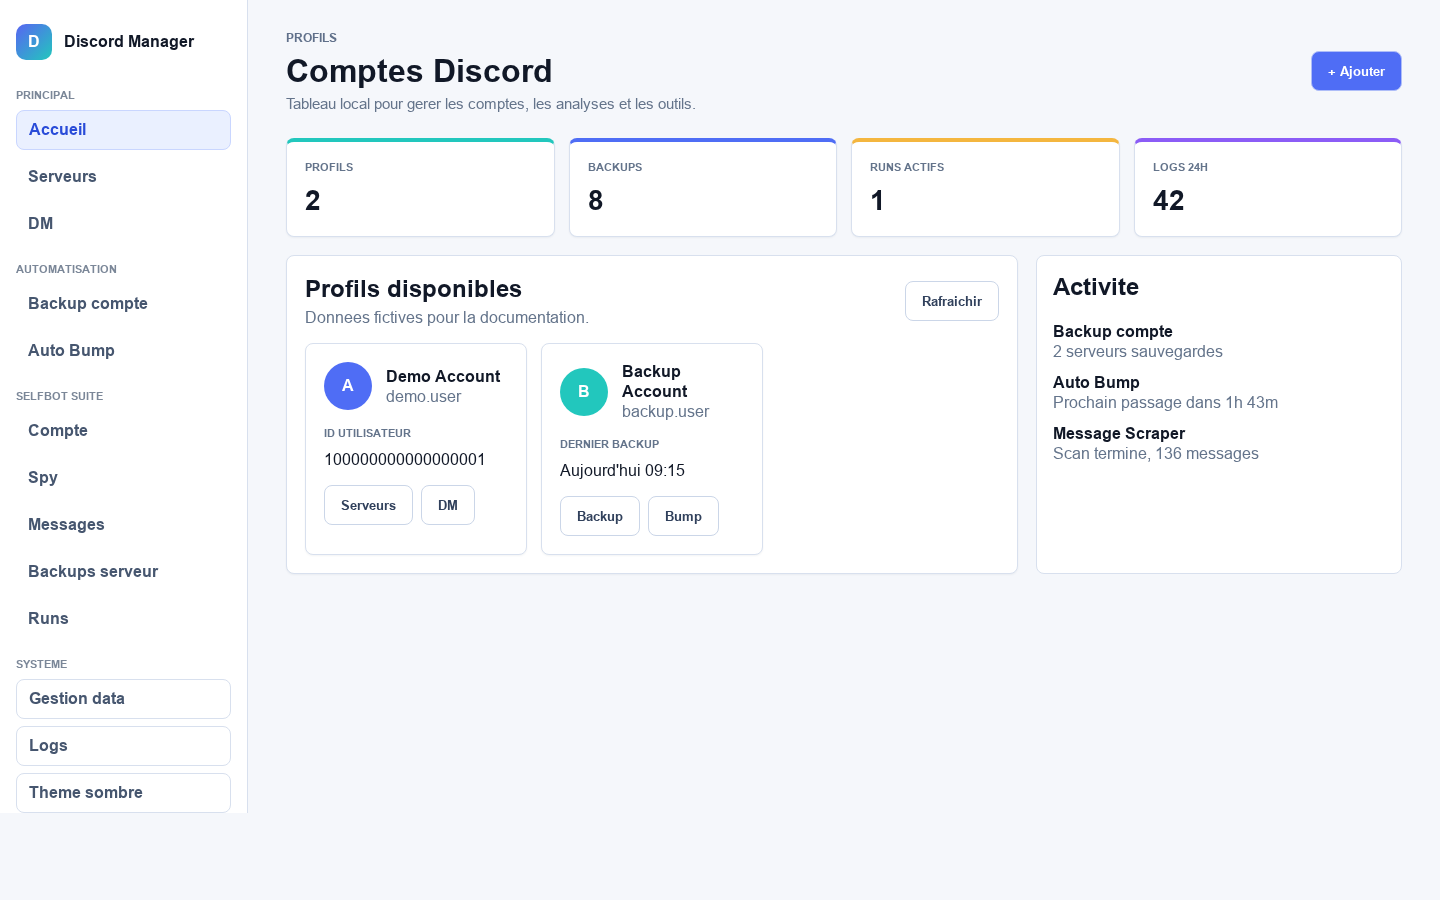 D
Discord Manager
PRINCIPAL
Accueil
Serveurs
DM
AUTOMATISATION
Backup compte
Auto Bump
SELFBOT SUITE
Compte
Spy
Messages
Backups serveur
Runs
SYSTEME
Gestion data
Logs
Theme sombre
PROFILS
Comptes Discord
Tableau local pour gerer les comptes, les analyses et les outils.
+ Ajouter
PROFILS
2
BACKUPS
8
RUNS ACTIFS
1
LOGS 24H
42
Profils disponibles
Donnees fictives pour la documentation.
Rafraichir
A
Demo Account
demo.user
ID UTILISATEUR
100000000000000001
Serveurs
DM
B
Backup
Account
backup.user
DERNIER BACKUP
Aujourd'hui 09:15
Backup
Bump
Activite
Backup compte
2 serveurs sauvegardes
Auto Bump
Prochain passage dans 1h 43m
Message Scraper
Scan termine, 136 messages